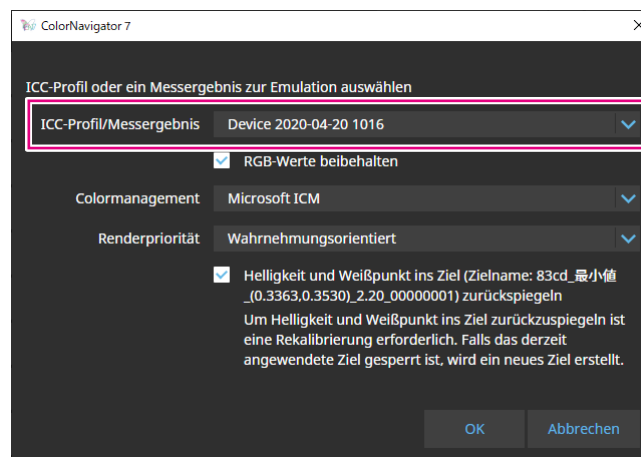 ColorNavigator 7
ICC-Profil oder ein Messergebnis zur Emulation auswählen
ICC-Profil/Messergebnis Device 2020-04-20 1016
RGB-Werte beibehalten
Colormanagement Microsoft ICM
Renderpriorität Wahrnehmungsorientiert
Helligkeit und Weißpunkt ins Ziel (Zielname: 83cd_最小値
_(0.3363,0.3530)_2.20_00000001) zurückspiegeln
Um Helligkeit und Weißpunkt ins Ziel zurückzuspiegeln ist
eine Rekalibrierung erforderlich. Falls das derzeit
angewendete Ziel gesperrt ist, wird ein neues Ziel erstellt.
OK Abbrechen